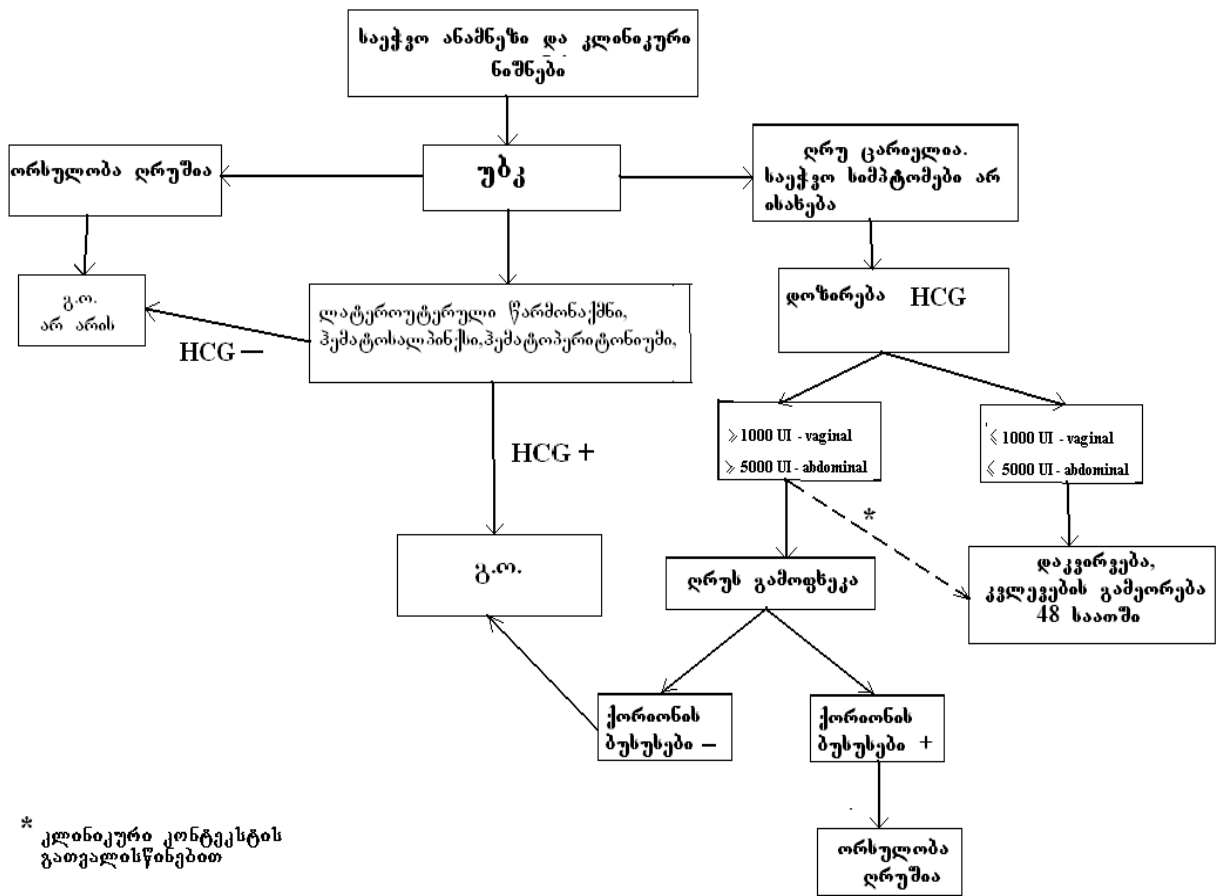 საეჭვო ანამნეზი და კლინიკური
ნიშნები
ორსულობა ღრუშია
უბკ
ღრუ ცარიელია.
საეჭვო სიმპტომები არ
ისახება
გ.ო.
არ არის
HCG –
ლატეროუტერული წარმონაქმნი,
ჰემატოსალპინქსი,ჰემატოპერიტონიუმი,
დოზირება HCG
HCG +
⩾ 1000 UI - vaginal
⩾ 5000 UI - abdominal
⩽ 1000 UI - vaginal
⩽ 5000 UI - abdominal
*
გ.ო.
ღრუს გამოფხეკა
დაკვირვება,
კვლევების გამეორება
48 საათში
ქორიონის
ბუსუსები –
ქორიონის
ბუსუსები +
* კლინიკური კონტექსტის
გათვალისწინებით
ორსულობა
ღრუშია